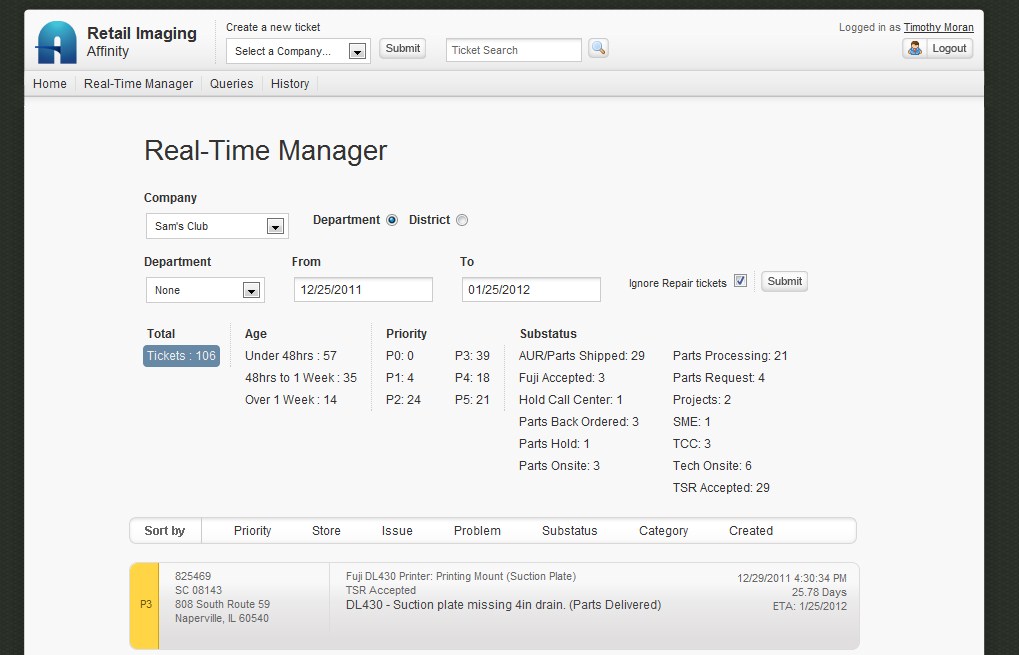 Retail Imaging
Affinity
Create a new ticket
Select a Company...
Submit
Ticket Search
Logged in as Timothy Moran
Logout
Home Real-Time Manager Queries History
Real-Time Manager
Company
Sam's Club
Department District
Department From To
None 12/25/2011 01/25/2012 Ignore Repair tickets Submit
Total Age Priority Substatus
Tickets : 106 Under 48hrs : 57 P0: 0 P3: 39 AUR/Parts Shipped: 29 Parts Processing: 21
48hrs to 1 Week : 35 P1: 4 P4: 18 Fuji Accepted: 3 Parts Request: 4
Over 1 Week : 14 P2: 24 P5: 21 Hold Call Center: 1 Projects: 2
Parts Back Ordered: 3 SME: 1
Parts Hold: 1 TCC: 3
Parts Onsite: 3 Tech Onsite: 6
TSR Accepted: 29
Sort by Priority Store Issue Problem Substatus Category Created
P3
825469
SC 08143
808 South Route 59
Naperville, IL 60540
Fuji DL430 Printer: Printing Mount (Suction Plate)
TSR Accepted
DL430 - Suction plate missing 4in drain. (Parts Delivered)
12/29/2011 4:30:34 PM
25.78 Days
ETA: 1/25/2012